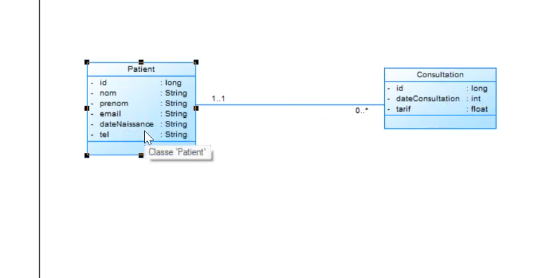 Patient
- id : long
- nom : String
- prenom : String
- email : String
- dateNaissance : String
- tel : String
Classe 'Patient'
1..1
0..*
Consultation
- id : long
- dateConsultation : int
- tarif : float